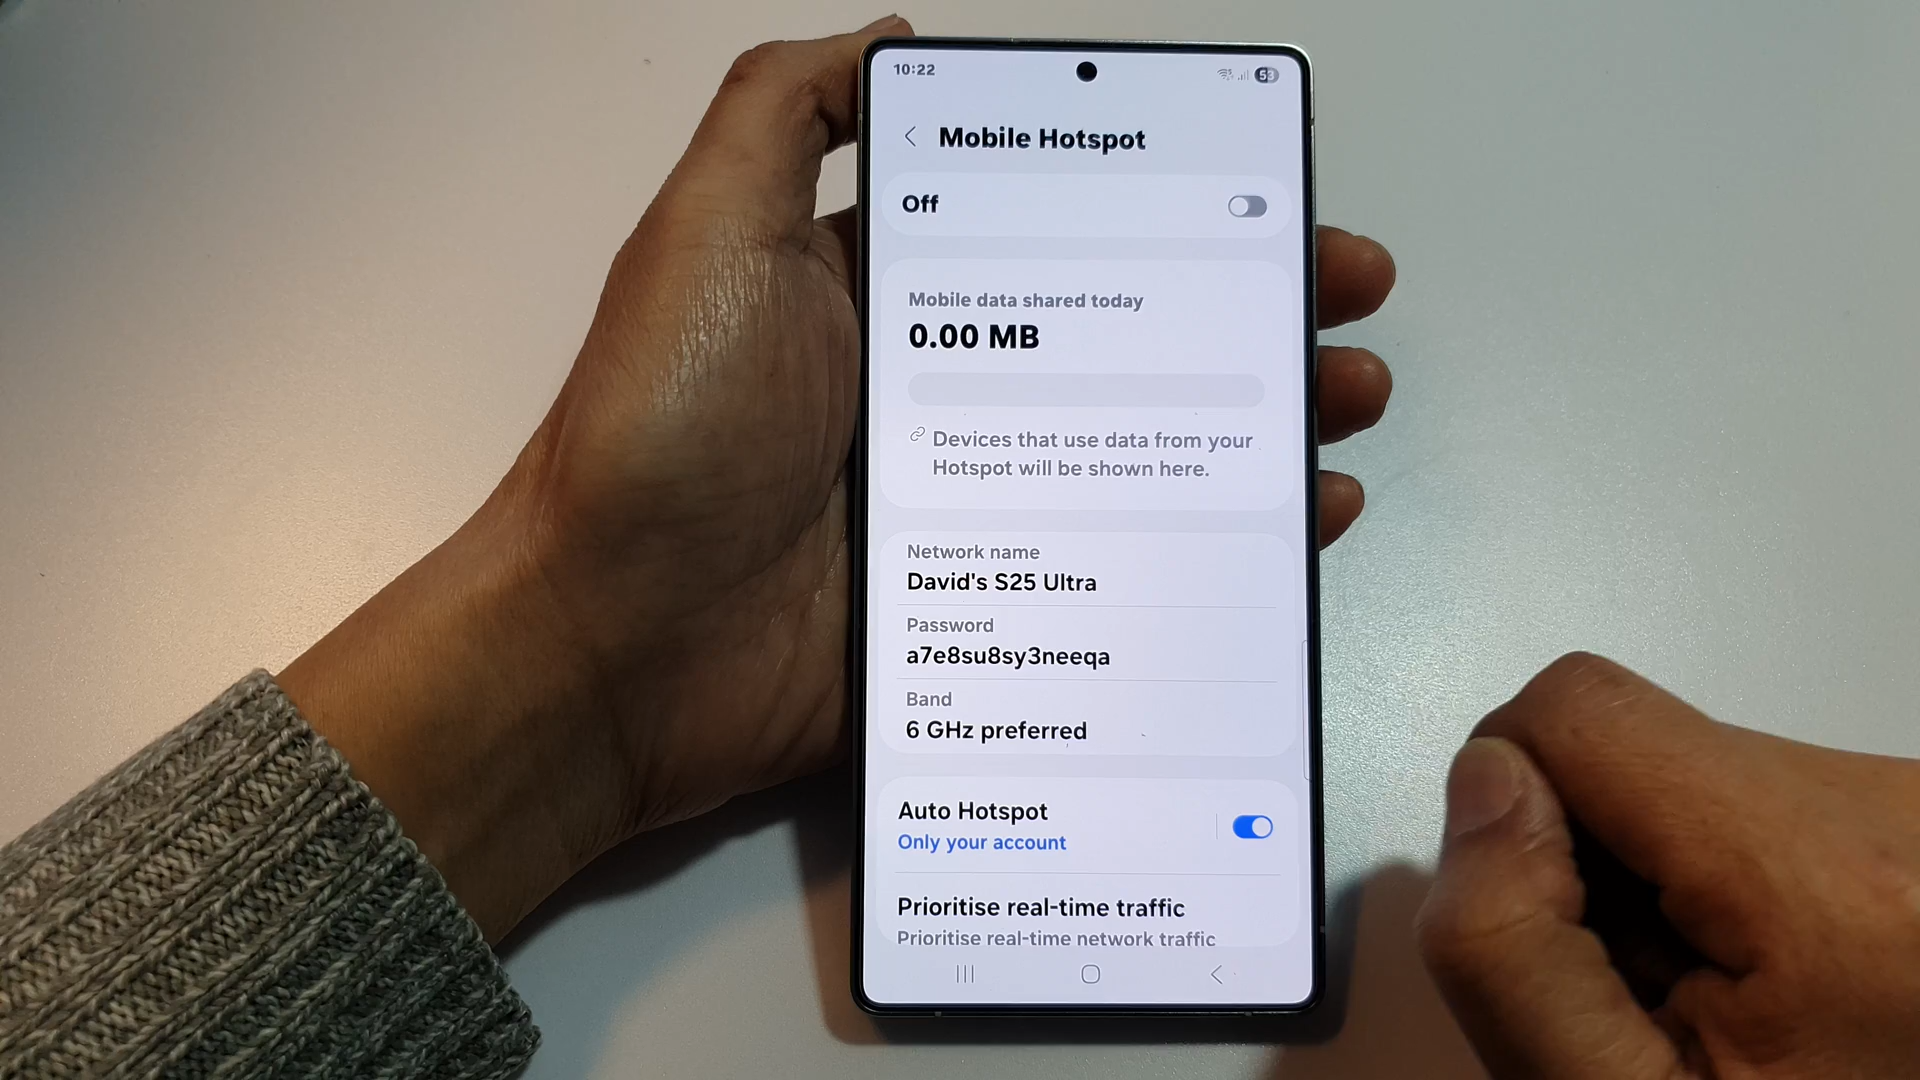 10:22
53
Mobile Hotspot
Off
Mobile data shared today
0.00 MB
Devices that use data from your
Hotspot will be shown here.
Network name
David's S25 Ultra
Password
a7e8su8sy3neeqa
Band
6 GHz preferred
Auto Hotspot
Only your account
Prioritise real-time traffic
Prioritise real-time network traffic